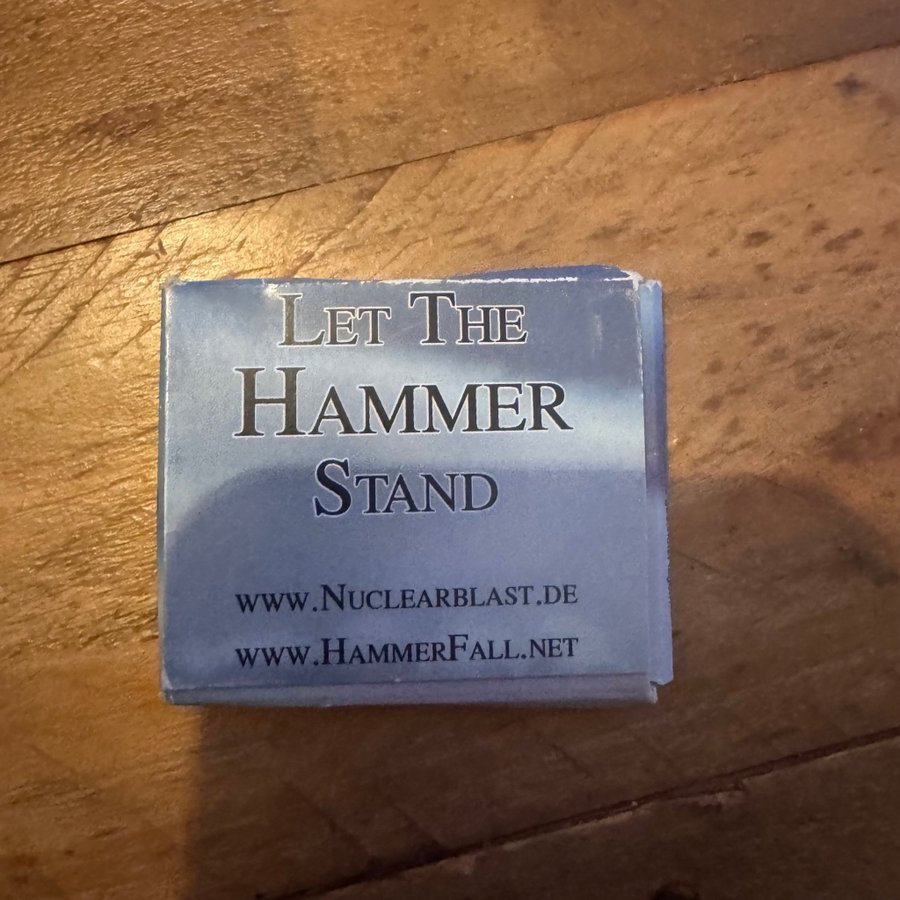 Let The
Hammer
Stand
www.Nuclearblast.de
www.HammerFall.net